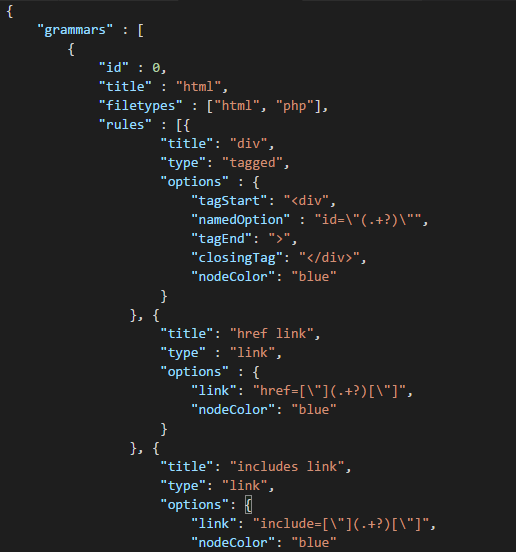 {
    "grammars" : [
        {
            "id" : 0,
            "title" : "html",
            "filetypes" : ["html", "php"],
            "rules" : [{
                    "title": "div",
                    "type": "tagged",
                    "options" : {
                        "tagStart": "<div",
                        "namedOption" : "id=\"(.+?)\"",
                        "tagEnd": ">",
                        "closingTag": "</div>",
                        "nodeColor": "blue"
                    }
                }, {
                    "title": "href link",
                    "type" : "link",
                    "options" : {
                        "link": "href=[\"](.+?)[\"]",
                        "nodeColor": "blue"
                    }
                }, {
                    "title": "includes link",
                    "type": "link",
                    "options": {
                        "link": "include=[\"](.+?)[\"]",
                        "nodeColor": "blue"